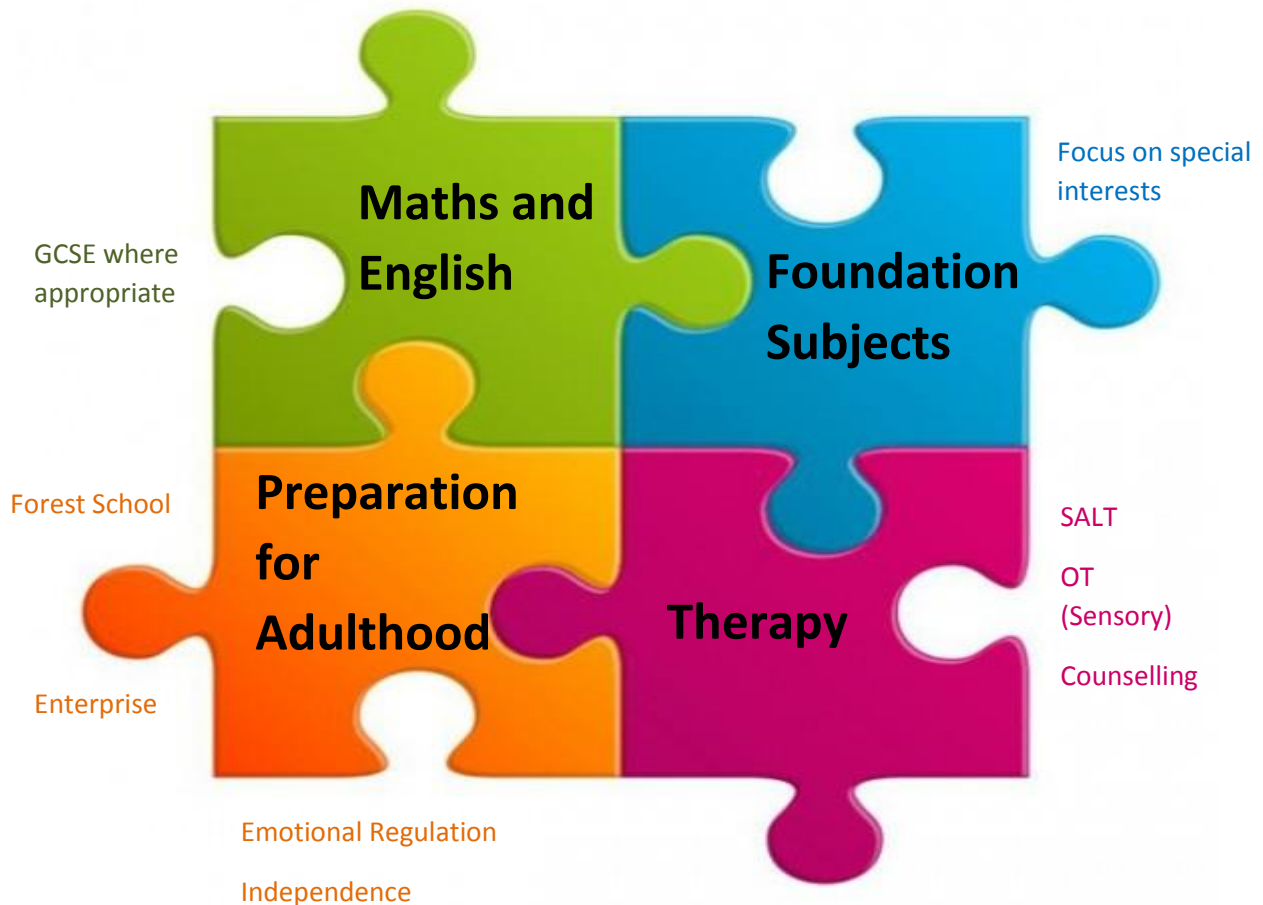 Maths and
English
GCSE where
appropriate
Foundation
Subjects
Focus on special
interests
Preparation
for
Adulthood
Forest School
Enterprise
Emotional Regulation
Independence
Therapy
SALT
OT
(Sensory)
Counselling